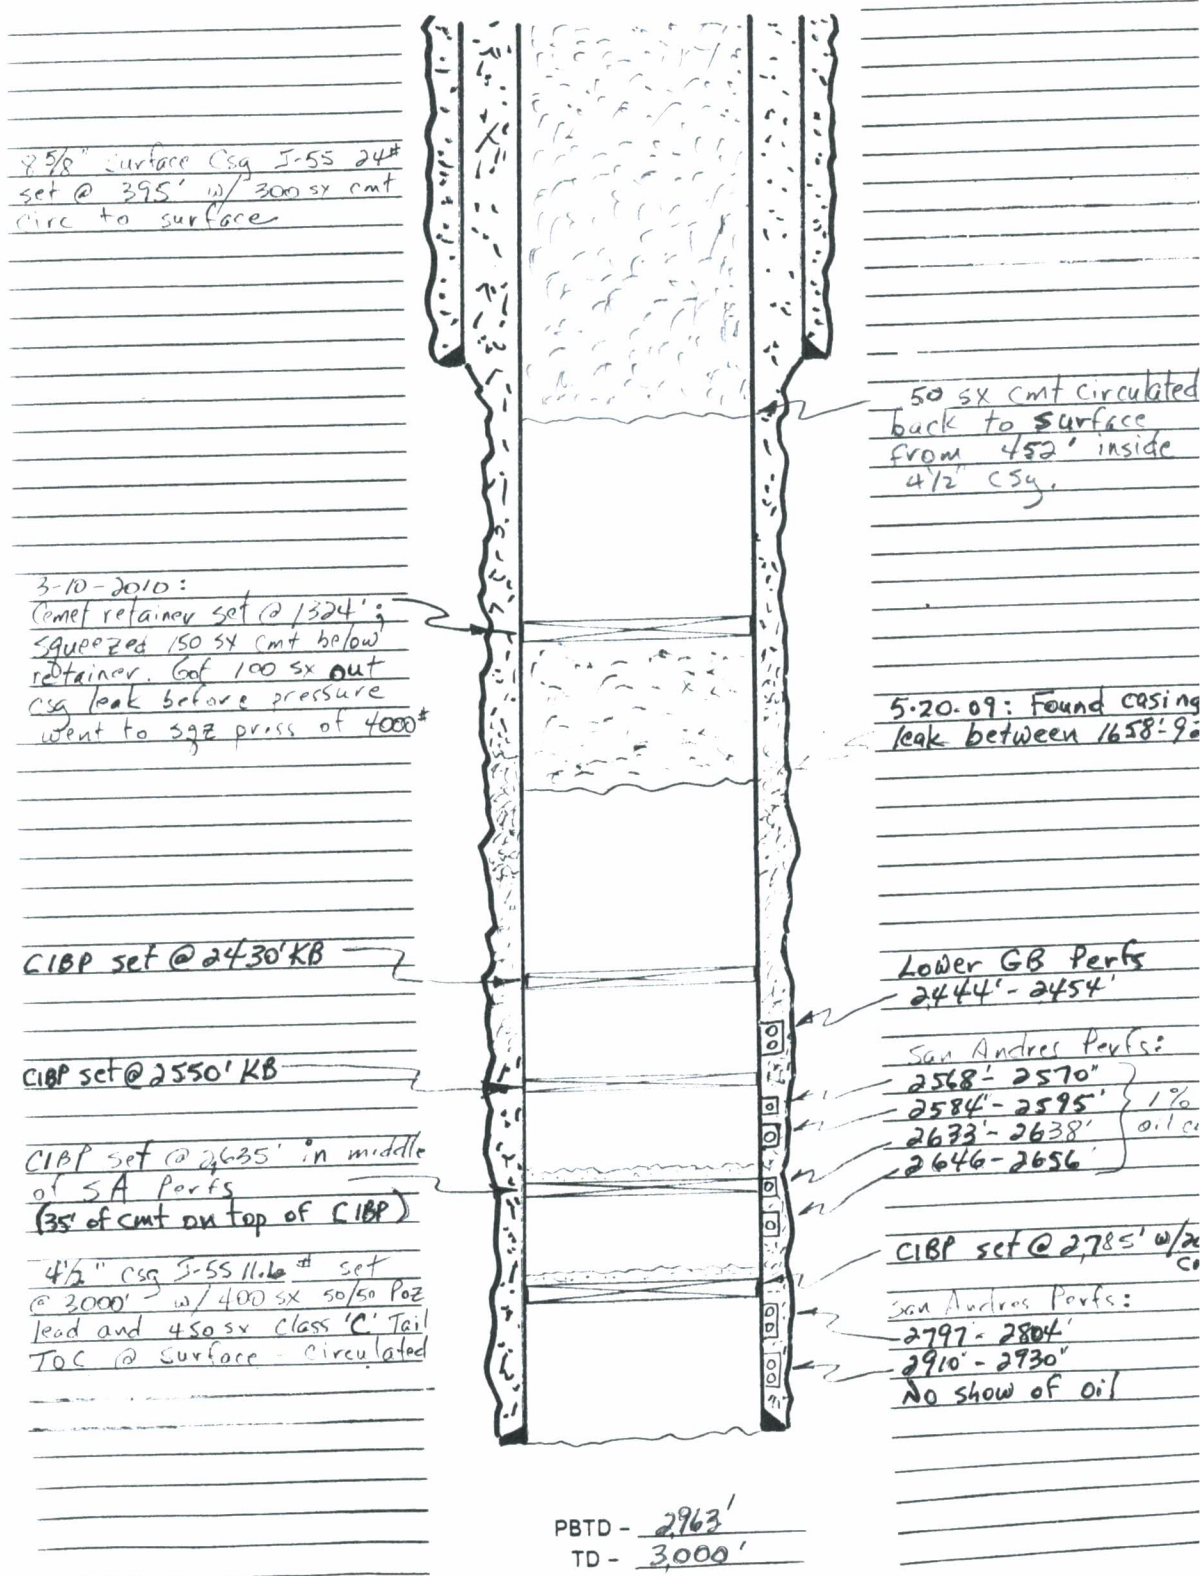 8 5/8" Surface Csg J-55 24#
set @ 395' w/ 300 sx cmt
circ to surface
50 sx cmt circulated
back to surface
from 452' inside
4 1/2" csg.
3-10-2010:
Cemet retainer set @ 1324';
squeezed 150 sx cmt below
retainer. Got 100 sx out
csg leak before pressure
went to sqz press of 4000#
5-20-09: Found casing
leak between 1658'-
CIBP set @ 2430' KB
Lower GB Perfs
2444' - 2454'
CIBP set @ 2550' KB
San Andres Perfs:
2568' - 2570"
2584' - 2595'
2633' - 2638'
2646 - 2656'
1%
oil
CIBP set @ 2,635' in middle
of SA Perfs
(35' of cmt on top of CIBP)
CIBP set @ 2,785' w/
4 1/2" csg J-55 11.6# set
@ 3000' w/ 400 sx 50/50 Poz
lead and 450 sx Class 'C' Tail
TOC @ Surface - Circulated
San Andres Perfs:
2797' - 2804'
2910' - 2930"
No show of oil
PBTD - 2963'
TD - 3,000'